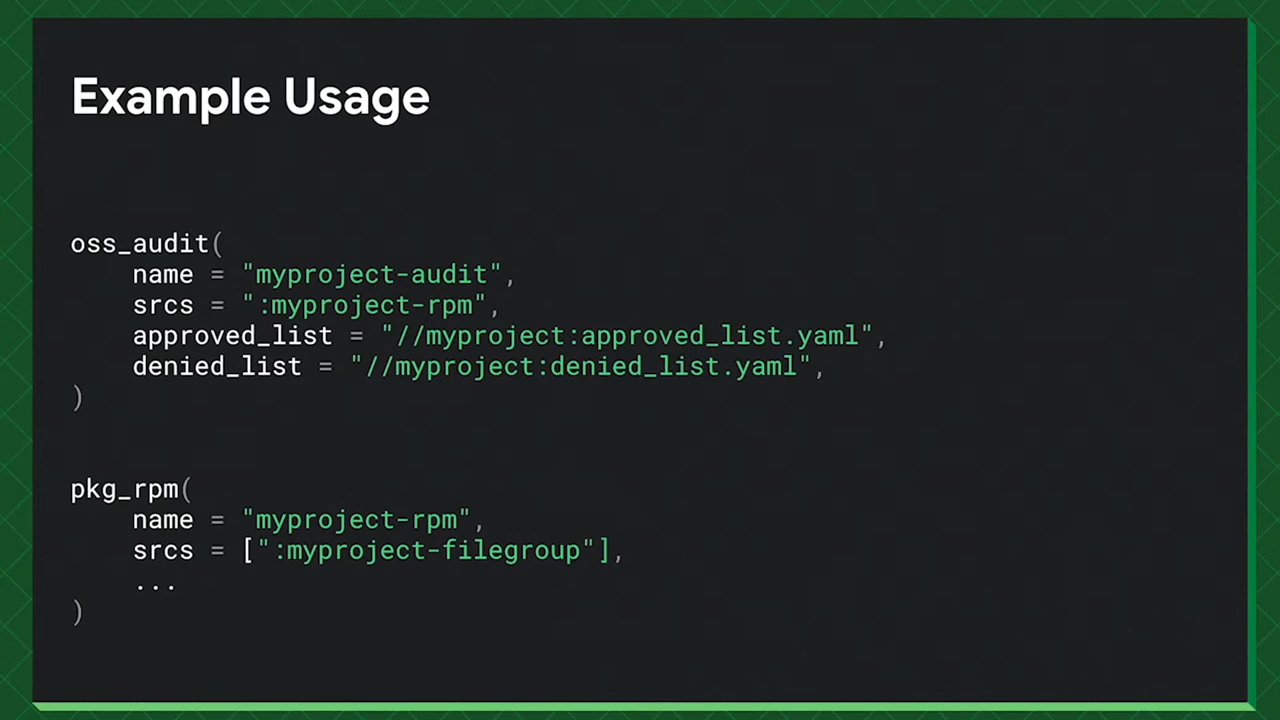 Example Usage
oss_audit(
    name = "myproject-audit",
    srcs = ":myproject-rpm",
    approved_list = "//myproject:approved_list.yaml",
    denied_list = "//myproject:denied_list.yaml",
)
pkg_rpm(
    name = "myproject-rpm",
    srcs = [":myproject-filegroup"],
    ...
)